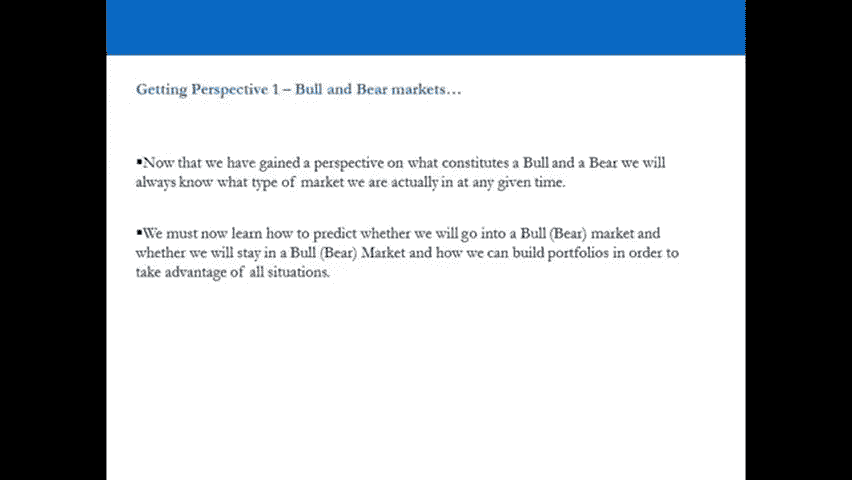 Getting Perspective 1 – Bull and Bear markets…
▪Now that we have gained a perspective on what constitutes a Bull and a Bear we will
always know what type of market we are actually in at any given time.
▪We must now learn how to predict whether we will go into a Bull (Bear) market and
whether we will stay in a Bull (Bear) Market and how we can build portfolios in order to
take advantage of all situations.